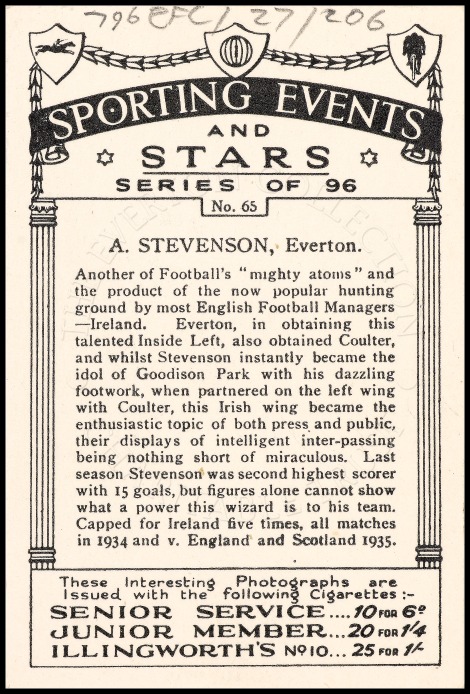 796 EFC/27/206
SPORTING EVENTS
AND
STARS
SERIES OF 96
No. 65
A. STEVENSON, Everton.
Another of Football's "mighty atoms" and
the product of the now popular hunting
ground by most English Football Managers
—Ireland. Everton, in obtaining this
talented Inside Left, also obtained Coulter,
and whilst Stevenson instantly became the
idol of Goodison Park with his dazzling
footwork, when partnered on the left wing
with Coulter, this Irish wing became the
enthusiastic topic of both press and public,
their displays of intelligent inter-passing
being nothing short of miraculous. Last
season Stevenson was second highest scorer
with 15 goals, but figures alone cannot show
what a power this wizard is to his team.
Capped for Ireland five times, all matches
in 1934 and v. England and Scotland 1935.
These Interesting Photographs are
Issued with the following Cigarettes :-
SENIOR SERVICE .... 10 FOR 6D
JUNIOR MEMBER... 20 FOR 1/4
ILLINGWORTH'S No 10... 25 FOR 1/-